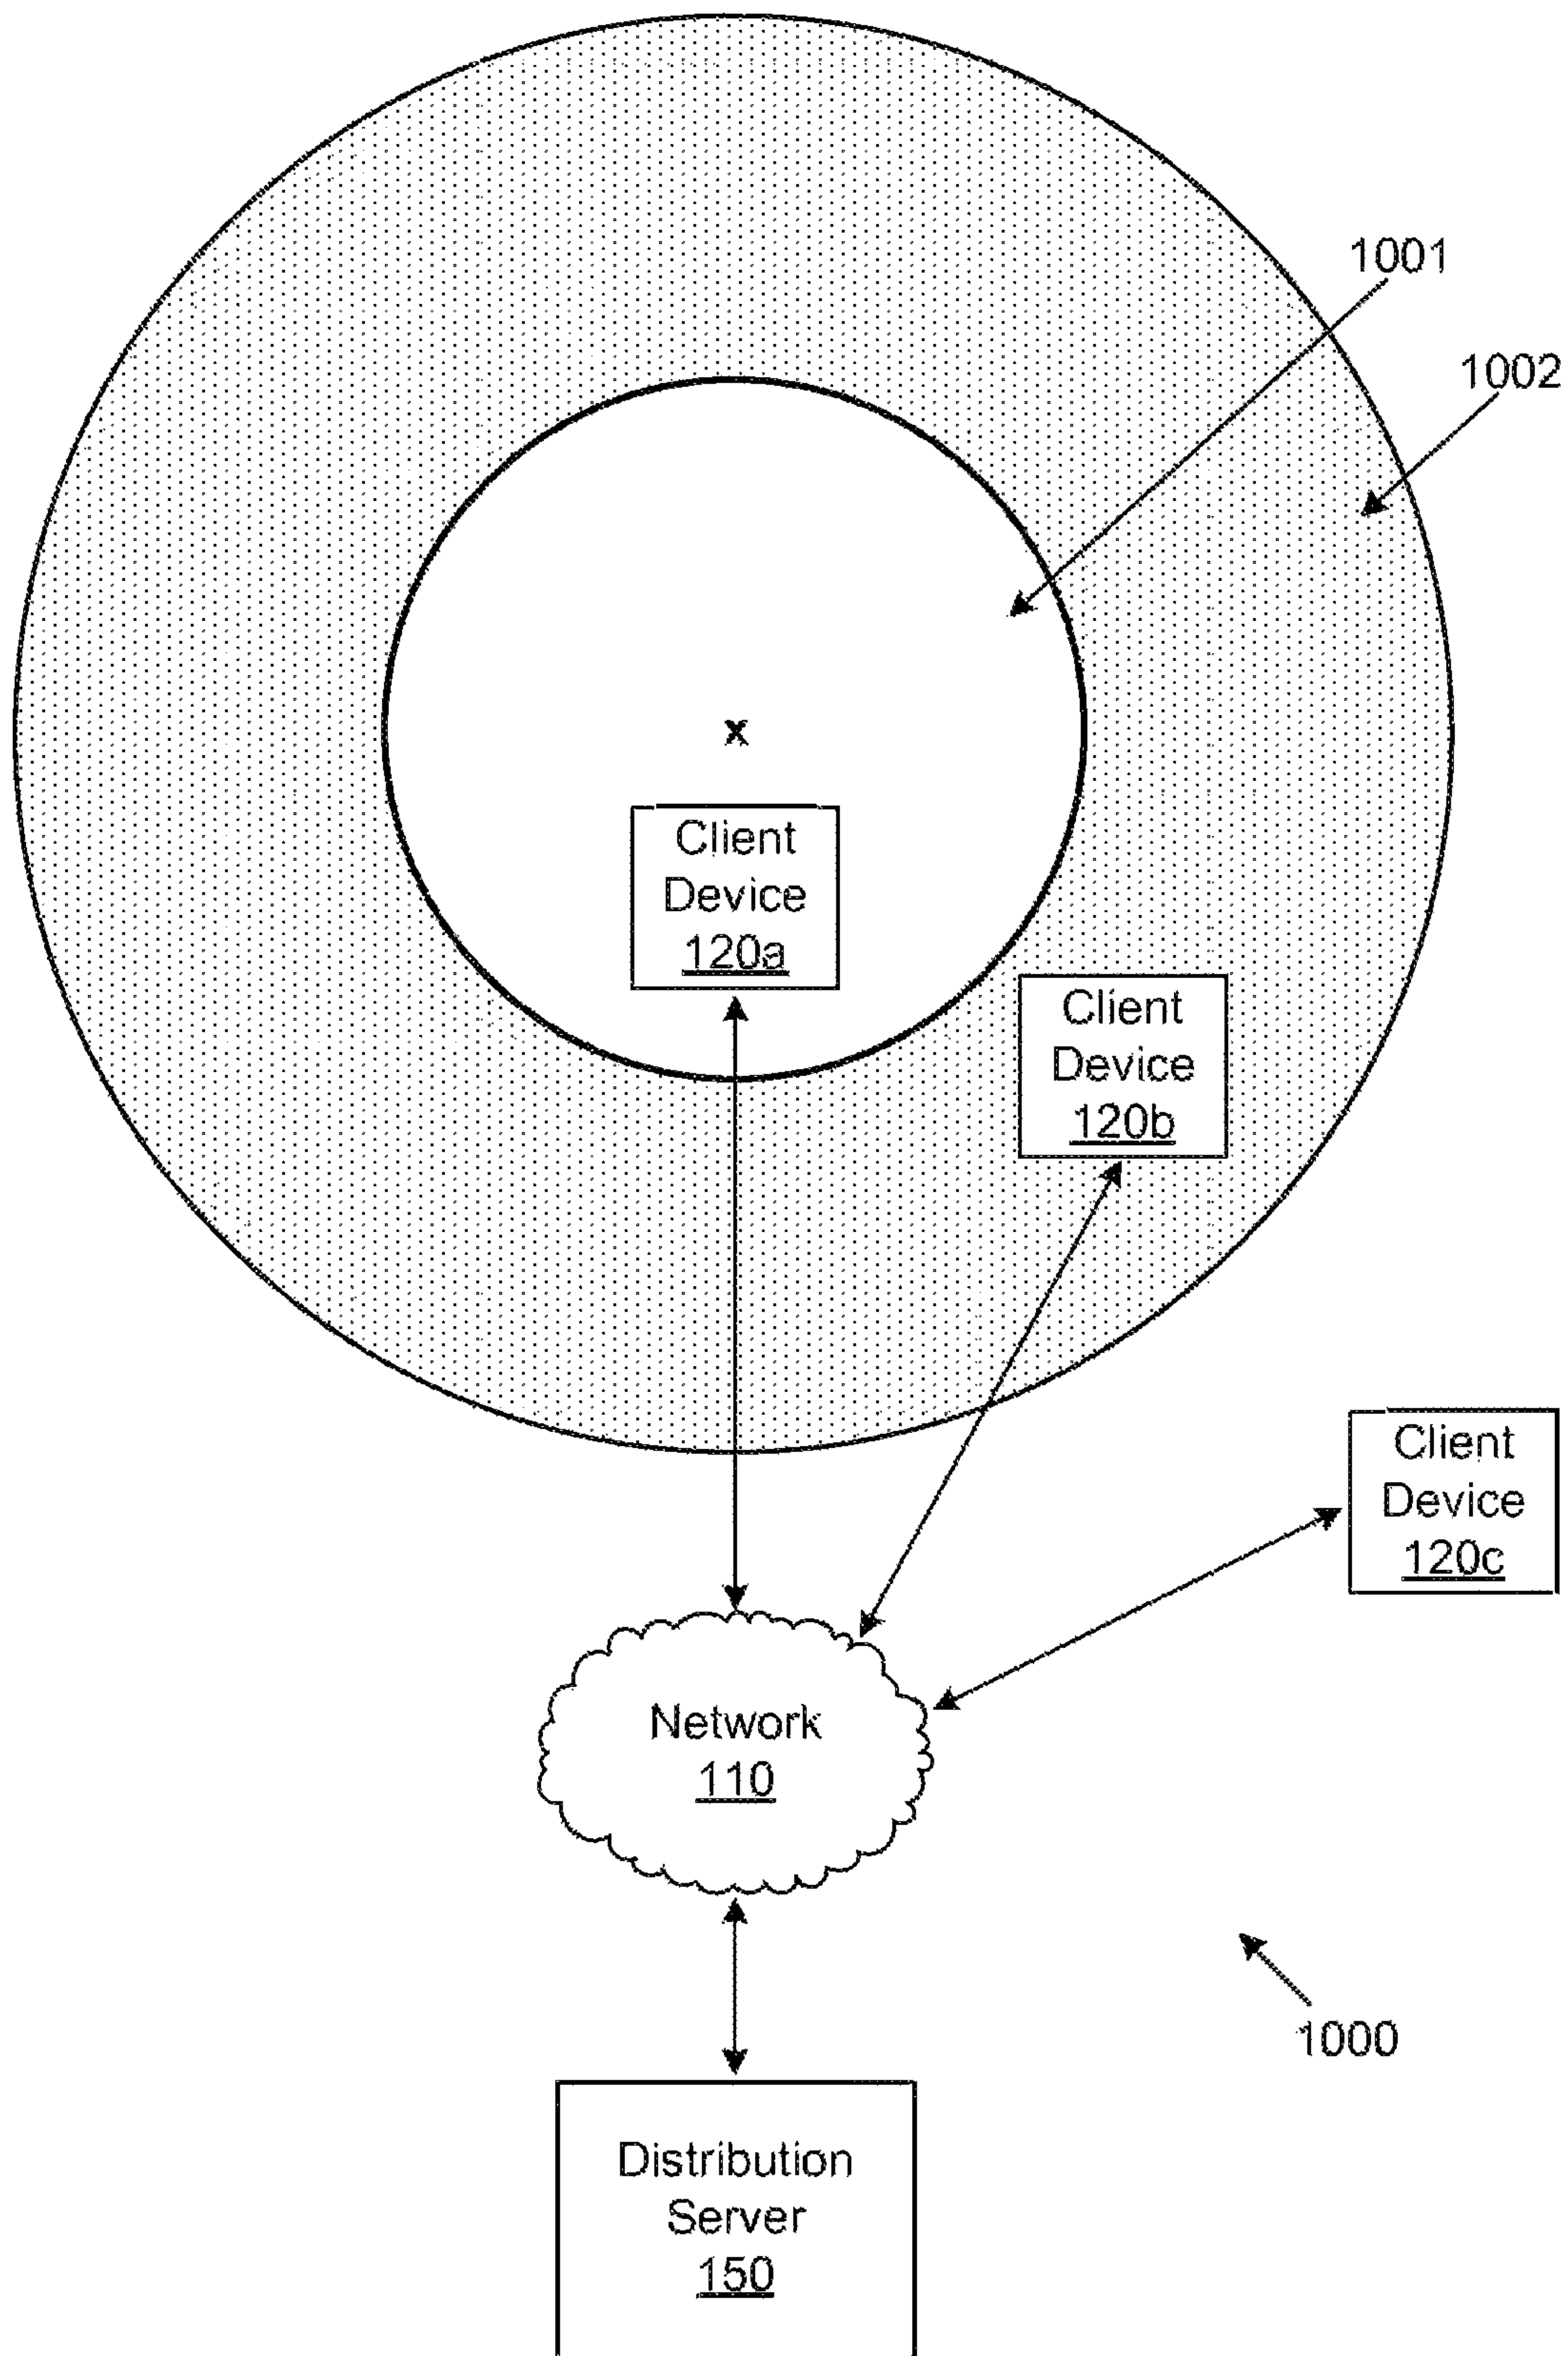 1001
1002
x
Client
Device
120a
Client
Device
120b
Client
Device
120c
Network
110
1000
Distribution
Server
150